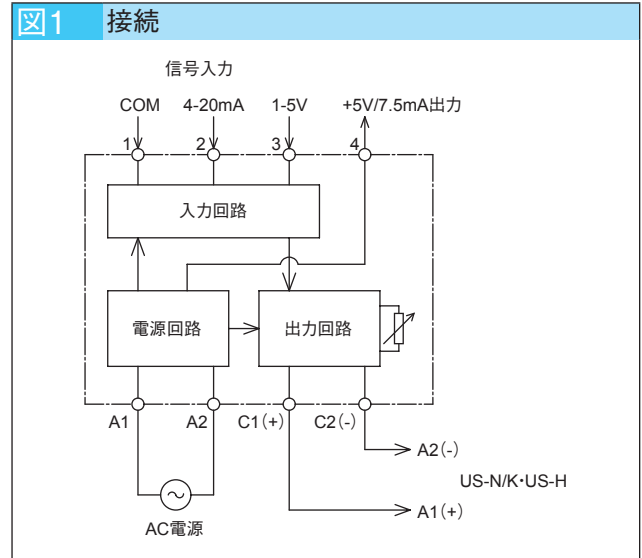 図1 接続
信号入力
COM 4-20mA 1-5V +5V/7.5mA出力
1 2 3 4
入力回路
電源回路 出力回路
A1 A2 C1(+) C2(-)
A2(-)
US-N/K・US-H
A1(+)
AC電源